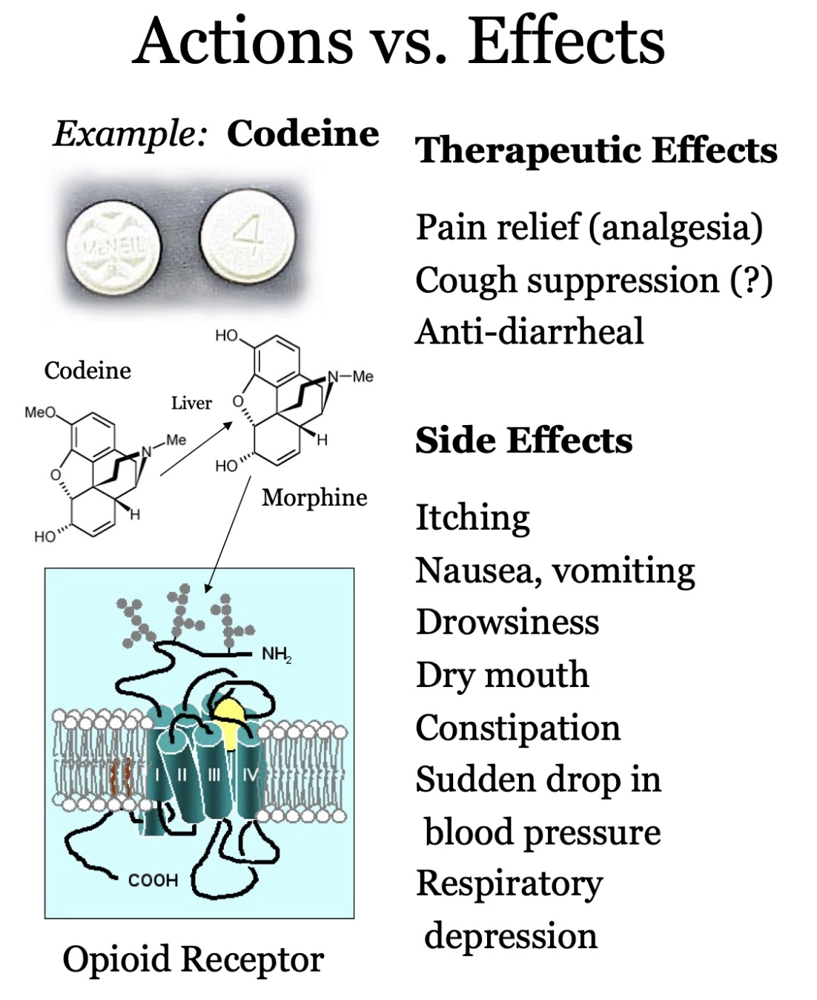 Actions vs. Effects
Example: Codeine
McNEIL
4
Codeine
MeO
O
HO
N
Me
H
Liver
HO
O
HO
N—Me
H
Morphine
NH2
I
II
III
IV
COOH
Opioid Receptor
Therapeutic Effects
Pain relief (analgesia)
Cough suppression (?)
Anti-diarrheal
Side Effects
Itching
Nausea, vomiting
Drowsiness
Dry mouth
Constipation
Sudden drop in
blood pressure
Respiratory
depression